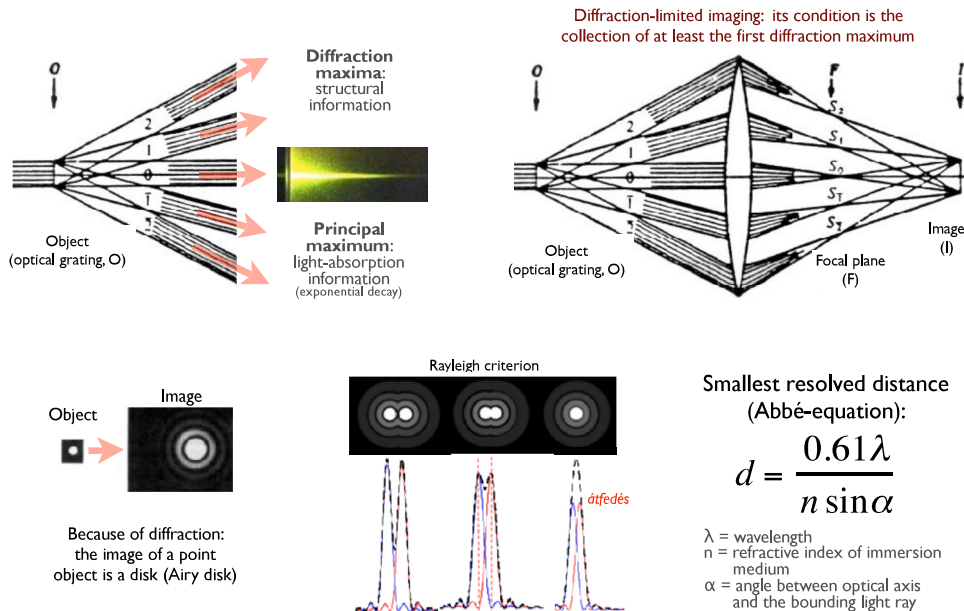 O
2
1
0
1̅
2̅
Object
(optical grating, O)
Diffraction
maxima:
structural
information
Principal
maximum:
light-absorption
information
(exponential decay)
Diffraction-limited imaging: its condition is the
collection of at least the first diffraction maximum
O
F
I
2
1
0
1̅
2̅
S2
S1
S0
S1̅
S2̅
Object
(optical grating, O)
Focal plane
(F)
Image
(I)
Object
Image
Because of diffraction:
the image of a point
object is a disk (Airy disk)
Rayleigh criterion
átfedés
Smallest resolved distance
(Abbé-equation):
d = 0.61λ / n sinα
λ = wavelength
n = refractive index of immersion
medium
α = angle between optical axis
and the bounding light ray